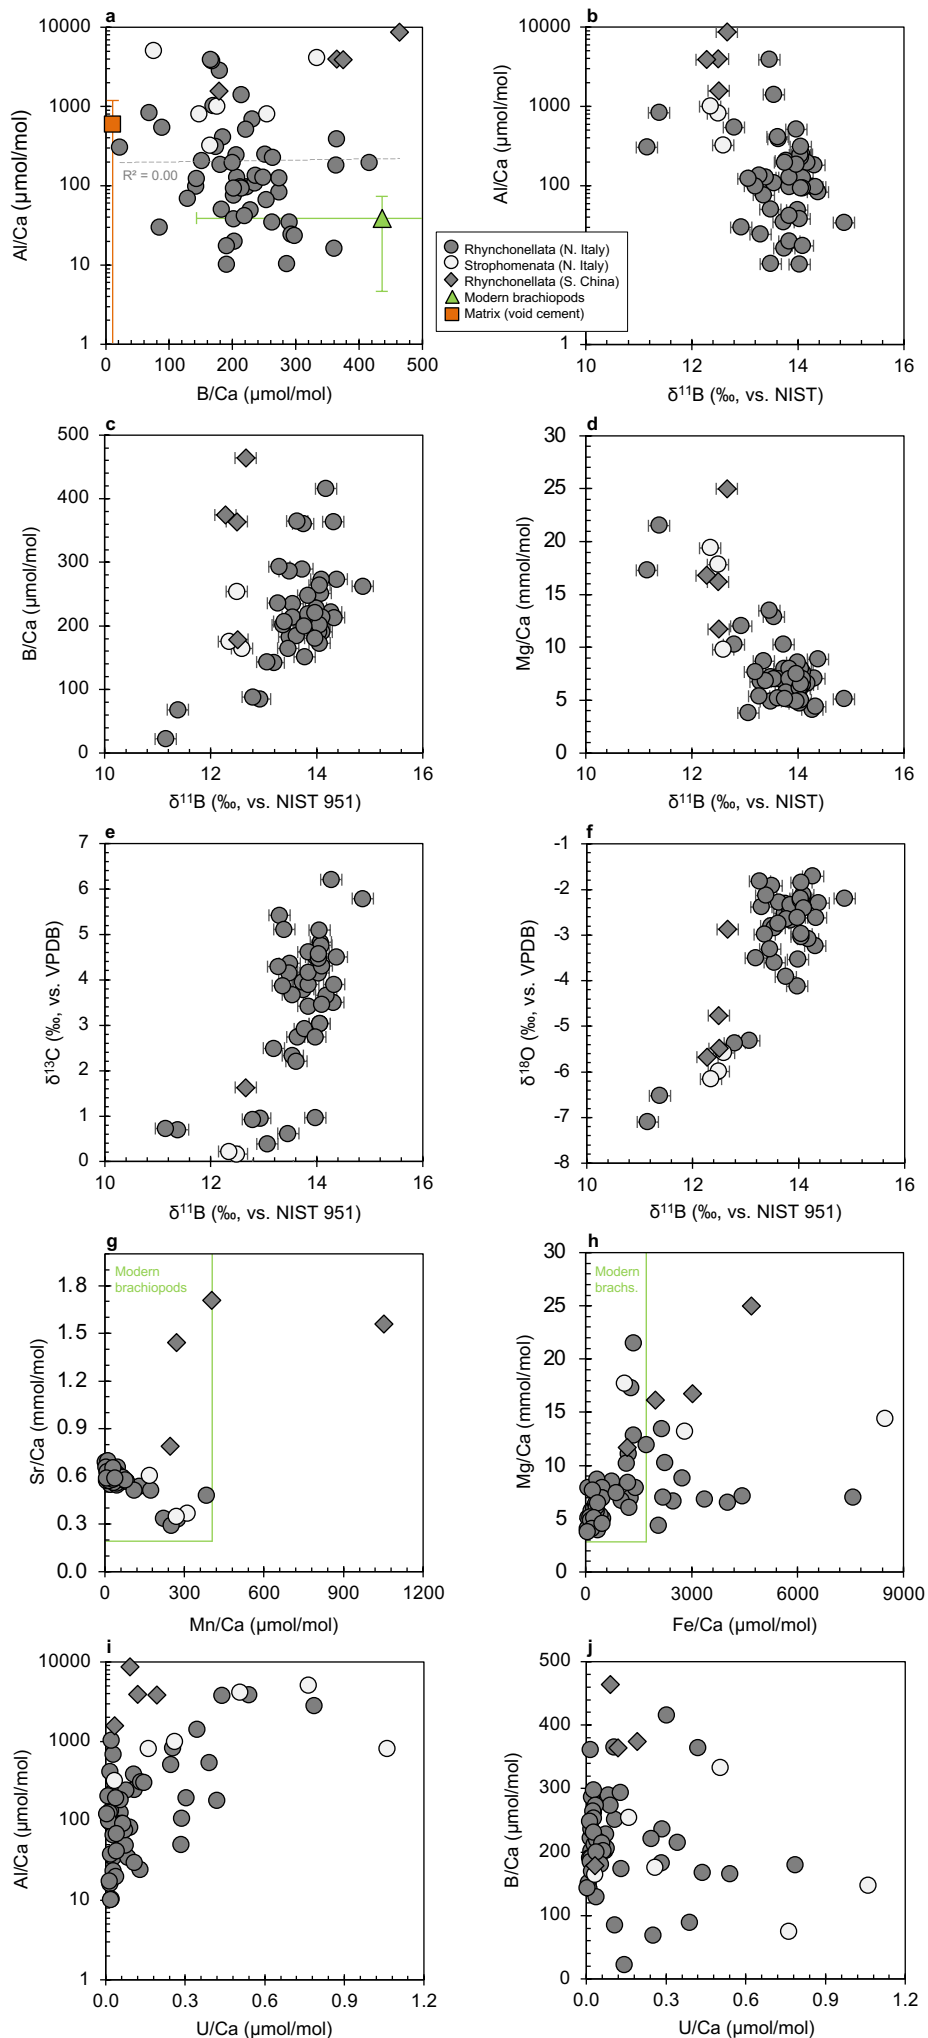 a
10000
1000
100
10
1
Al/Ca (µmol/mol)
R² = 0.00
0 100 200 300 400 500
B/Ca (µmol/mol)
Rhynchonellata (N. Italy)
Strophomenata (N. Italy)
Rhynchonellata (S. China)
Modern brachiopods
Matrix (void cement)
b
10000
1000
100
10
1
Al/Ca (µmol/mol)
10 12 14 16
δ¹¹B (‰, vs. NIST)
c
500
400
300
200
100
0
B/Ca (µmol/mol)
10 12 14 16
δ¹¹B (‰, vs. NIST 951)
d
30
25
20
15
10
5
0
Mg/Ca (mmol/mol)
10 12 14 16
δ¹¹B (‰, vs. NIST)
e
7
6
5
4
3
2
1
0
δ¹³C (‰, vs. VPDB)
10 12 14 16
δ¹¹B (‰, vs. NIST 951)
f
-1
-2
-3
-4
-5
-6
-7
-8
δ¹⁸O (‰, vs. VPDB)
10 12 14 16
δ¹¹B (‰, vs. NIST 951)
g
Modern
brachiopods
1.8
1.5
1.2
0.9
0.6
0.3
0.0
Sr/Ca (mmol/mol)
0 300 600 900 1200
Mn/Ca (µmol/mol)
h
Modern
brachs.
30
25
20
15
10
5
0
Mg/Ca (mmol/mol)
0 3000 6000 9000
Fe/Ca (µmol/mol)
i
10000
1000
100
10
1
Al/Ca (µmol/mol)
0.0 0.3 0.6 0.9 1.2
U/Ca (µmol/mol)
j
500
400
300
200
100
0
B/Ca (µmol/mol)
0.0 0.3 0.6 0.9 1.2
U/Ca (µmol/mol)